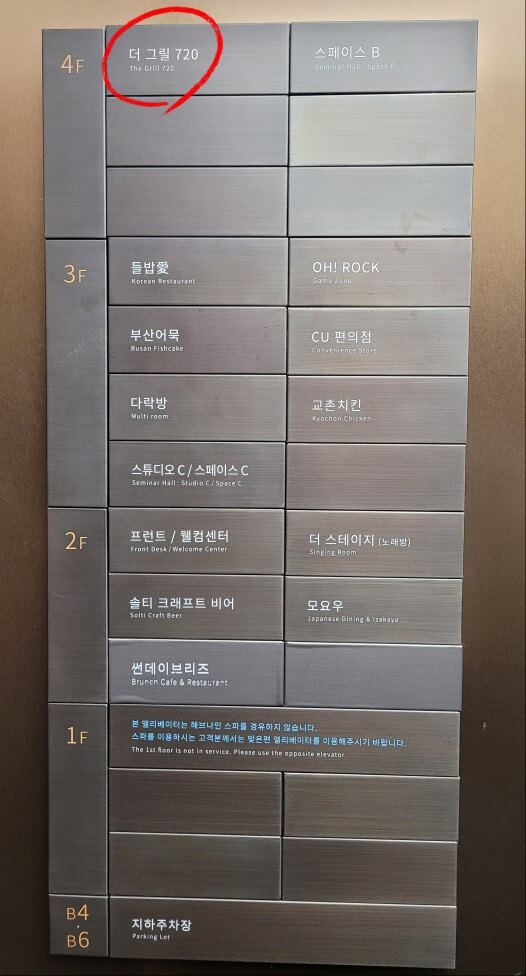 4F
더 그릴 720
The Grill 720
스페이스 B
Seminar Hall · Space B
3F
들밥愛
Korean Restaurant
OH! ROCK
Game Zone
부산어묵
Busan Fishcake
CU 편의점
Convenience Store
다락방
Multi room
교촌치킨
Kyochon Chicken
스튜디오 C / 스페이스 C
Seminar Hall · Studio C / Space C
2F
프런트 / 웰컴센터
Front Desk / Welcome Center
더 스테이지 (노래방)
Singing Room
솔티 크래프트 비어
Solti Craft Beer
모요우
Japanese Dining & Izakaya
썬데이브리즈
Brunch Cafe & Restaurant
1F
본 엘리베이터는 해브나인 스파를 경유하지 않습니다.
스파를 이용하시는 고객분께서는 맞은편 엘리베이터를 이용해주시기 바랍니다.
The 1st floor is not in service. Please use the opposite elevator.
B4
·
B6
지하주차장
Parking Lot